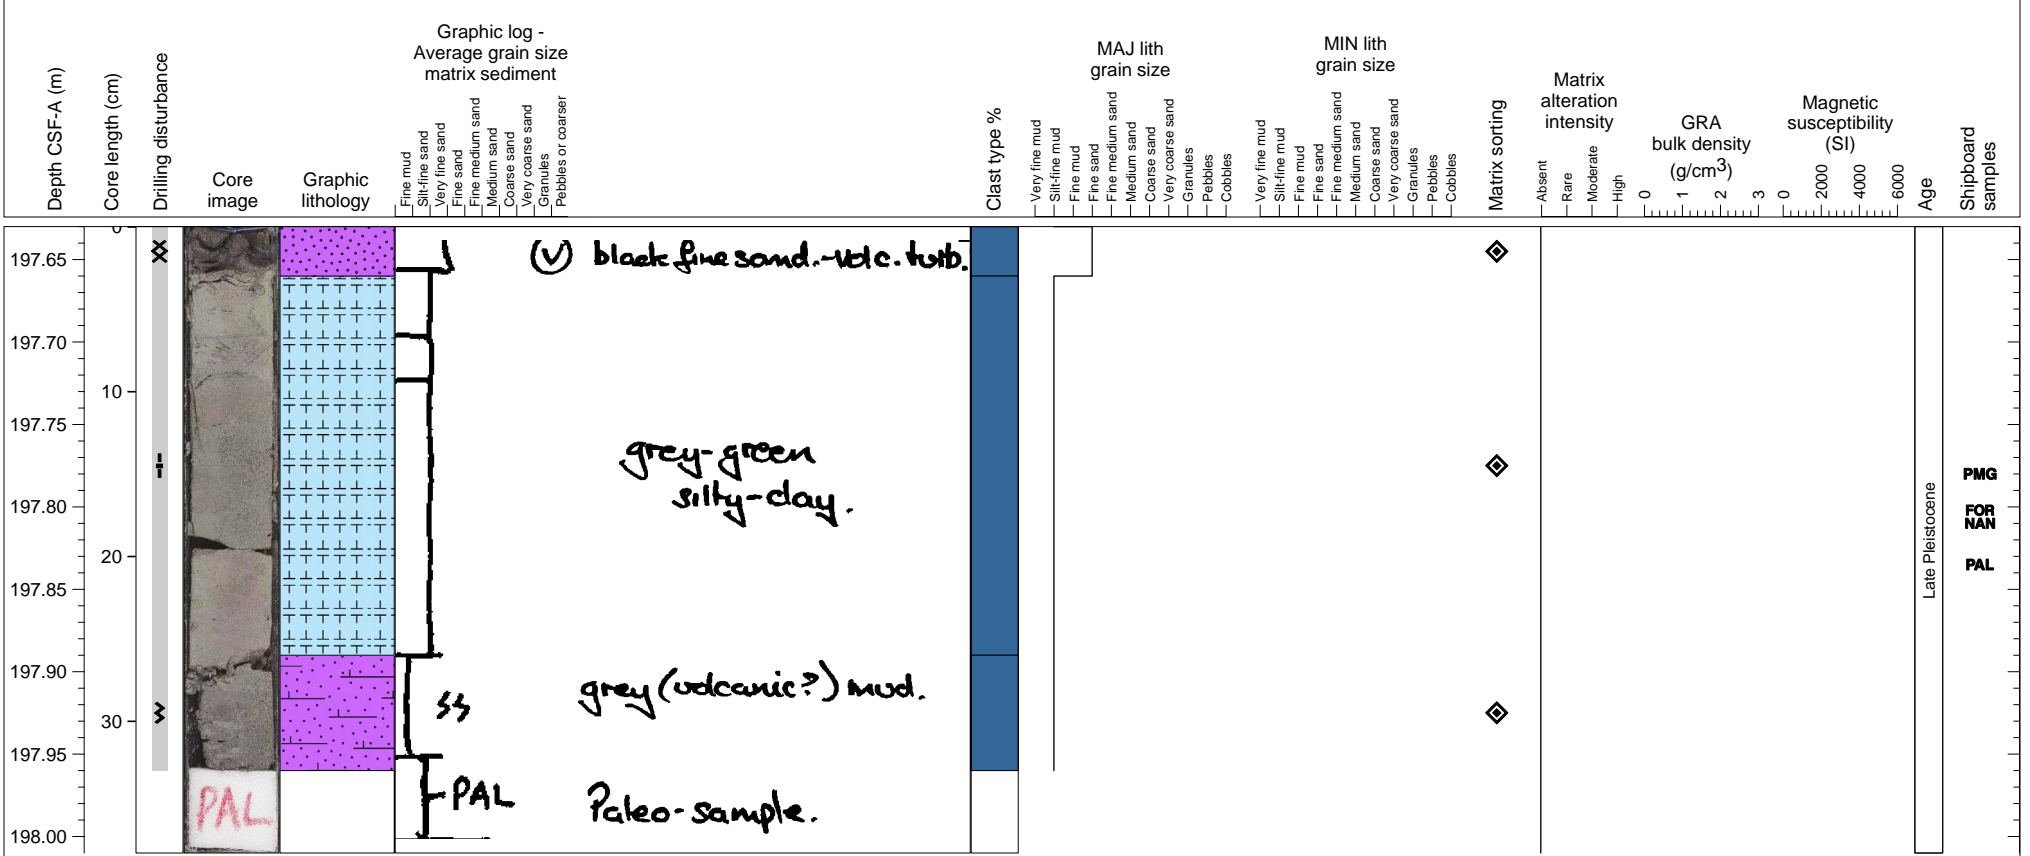 Depth CSF-A (m)
Core length (cm)
Drilling disturbance
Core
image
Graphic
lithology
Graphic log -
Average grain size
matrix sediment
Fine mud
Silt-fine sand
Very fine sand
Fine sand
Fine medium sand
Medium sand
Coarse sand
Very coarse sand
Granules
Pebbles or coarser
Clast type %
MAJ lith
grain size
Very fine mud
Silt-fine mud
Fine mud
Fine sand
Fine medium sand
Medium sand
Coarse sand
Very coarse sand
Granules
Pebbles
Cobbles
MIN lith
grain size
Very fine mud
Silt-fine mud
Fine mud
Fine sand
Fine medium sand
Medium sand
Coarse sand
Very coarse sand
Granules
Pebbles
Cobbles
Matrix sorting
Matrix
alteration
intensity
Absent
Rare
Moderate
High
GRA
bulk density
(g/cm3)
0 1 2 3
Magnetic
susceptibility
(SI)
0 2000 4000 6000
Age
Shipboard
samples
197.65
197.70
197.75
197.80
197.85
197.90
197.95
198.00
0
10
20
30
V black fine sand.-volc. turb.
grey-green
silty-clay.
grey (volcanic?) mud.
PAL Paleo-sample.
PAL
Late Pleistocene
PMG
FOR
NAN
PAL